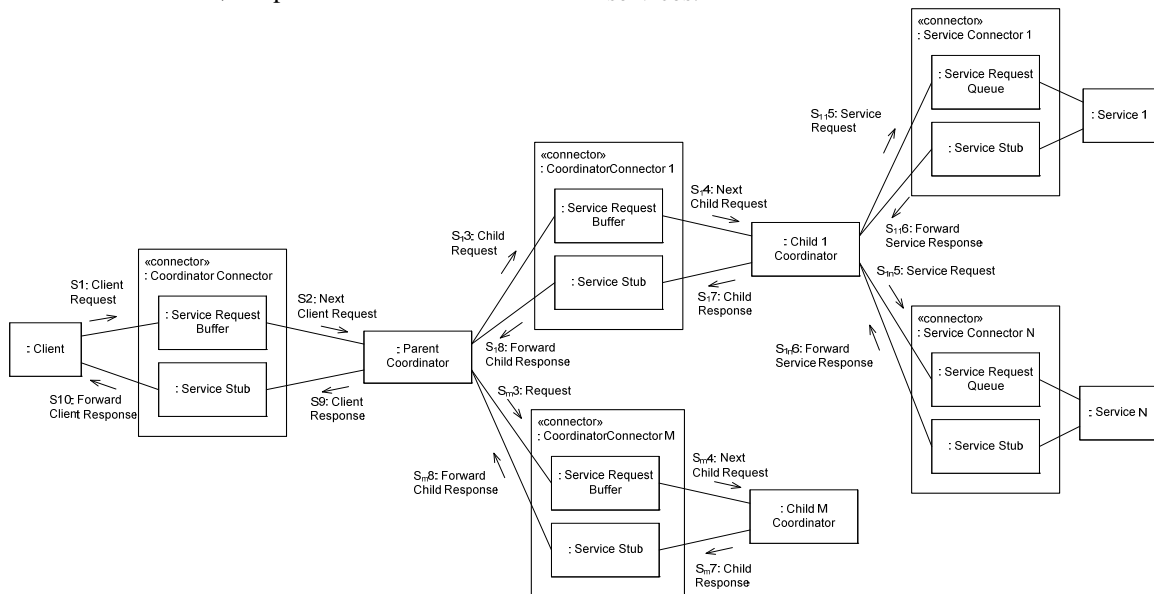 services.
«connector»
: Service Connector 1
: Service Request
Queue
: Service Stub
: Service 1
S₁₁5: Service
Request
S₁₁6: Forward
Service Response
«connector»
: CoordinatorConnector 1
: Service Request
Buffer
: Service Stub
S₁3: Child
Request
S₁4: Next
Child Request
: Child 1
Coordinator
S₁7: Child
Response
S₁8: Forward
Child Response
«connector»
: Coordinator Connector
: Service Request
Buffer
: Service Stub
S1: Client
Request
S2: Next
Client Request
: Client
: Parent
Coordinator
S10: Forward
Client Response
S9: Client
Response
S₁ₙ5: Service Request
S₁ₙ6: Forward
Service Response
«connector»
: Service Connector N
: Service Request
Queue
: Service Stub
: Service N
Sₘ3: Request
Sₘ8: Forward
Child Response
«connector»
: CoordinatorConnector M
: Service Request
Buffer
: Service Stub
Sₘ4: Next
Child Request
: Child M
Coordinator
Sₘ7: Child
Response